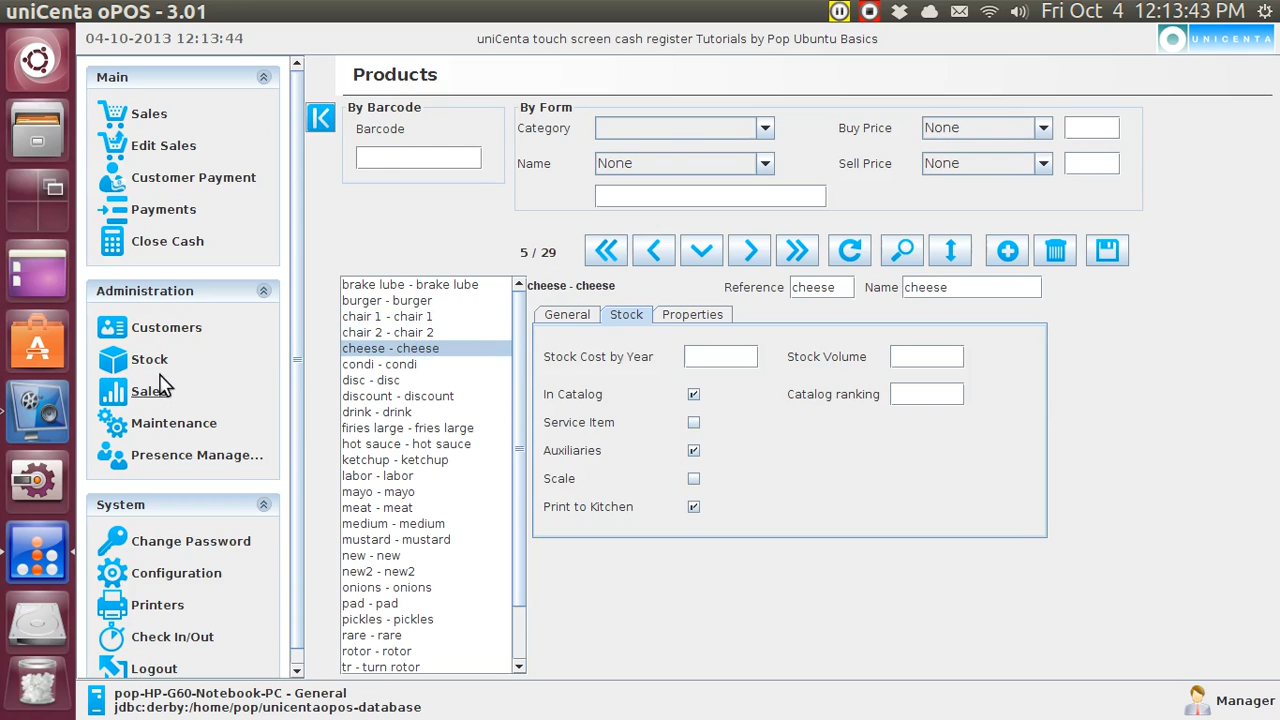 uniCenta oPOS - 3.01
Fri Oct 4 12:13:43 PM
04-10-2013 12:13:44
uniCenta touch screen cash register Tutorials by Pop Ubuntu Basics
UNICENTA
Main
Sales
Edit Sales
Customer Payment
Payments
Close Cash
Administration
Customers
Stock
Sales
Maintenance
Presence Manage...
System
Change Password
Configuration
Printers
Check In/Out
Logout
Products
By Barcode
Barcode
By Form
Category
Buy Price None
Name None
Sell Price None
5 / 29
brake lube - brake lube
burger - burger
chair 1 - chair 1
chair 2 - chair 2
cheese - cheese
condi - condi
disc - disc
discount - discount
drink - drink
firies large - fries large
hot sauce - hot sauce
ketchup - ketchup
labor - labor
mayo - mayo
meat - meat
medium - medium
mustard - mustard
new - new
new2 - new2
onions - onions
pad - pad
pickles - pickles
rare - rare
rotor - rotor
tr - turn rotor
cheese - cheese
Reference cheese
Name cheese
General Stock Properties
Stock Cost by Year
Stock Volume
In Catalog
Catalog ranking
Service Item
Auxiliaries
Scale
Print to Kitchen
pop-HP-G60-Notebook-PC - General
jdbc:derby:/home/pop/unicentaopos-database
Manager